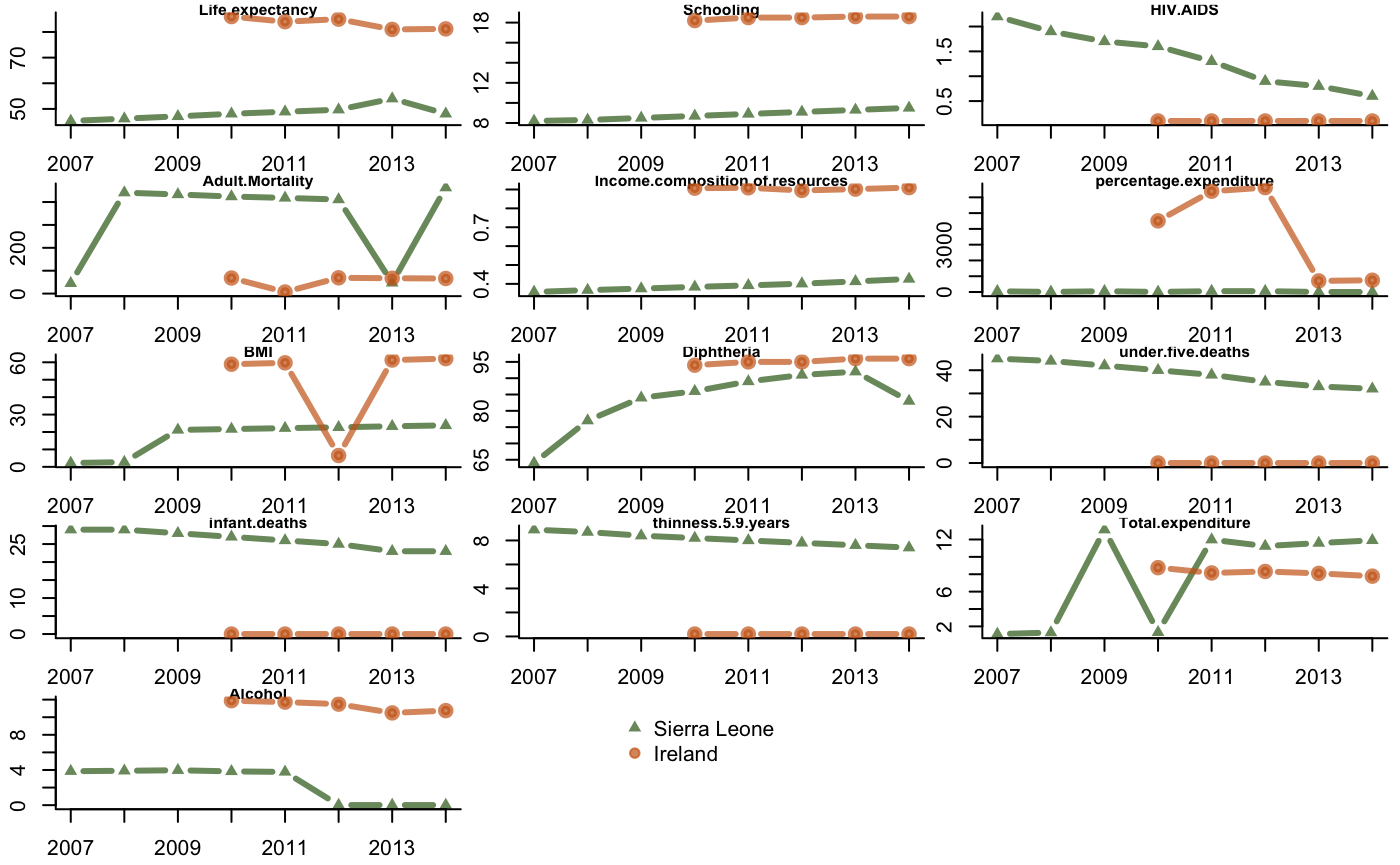 Life.expectancy
70
50
2007 2009 2011 2013
Schooling
18
12
8
2007 2009 2011 2013
HIV.AIDS
1.5
0.5
2007 2009 2011 2013
Adult.Mortality
200
0
2007 2009 2011 2013
Income.composition.of.resources
0.7
0.4
2007 2009 2011 2013
percentage.expenditure
3000
0
2007 2009 2011 2013
BMI
60
30
0
2007 2009 2011 2013
Diphtheria
95
80
65
2007 2009 2011 2013
under.five.deaths
40
20
0
2007 2009 2011 2013
infant.deaths
25
10
0
2007 2009 2011 2013
thinness.5.9.years
8
4
0
2007 2009 2011 2013
Total.expenditure
12
6
2
2007 2009 2011 2013
Alcohol
8
4
0
2007 2009 2011 2013
Sierra Leone
Ireland